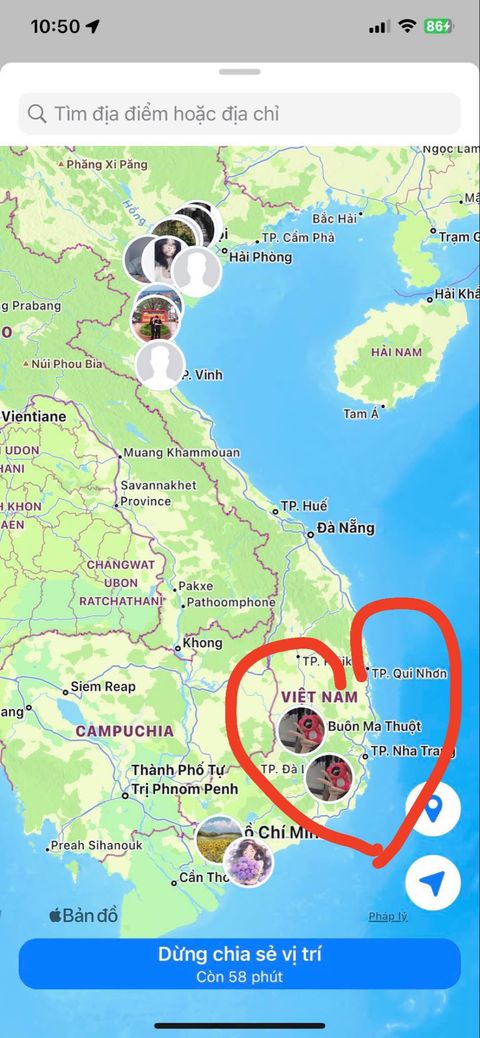 10:50
86
Tìm địa điểm hoặc địa chỉ
Ngọc Lâm
Phăng Xi Păng
Hồng
Bắc Hải
TP. Cẩm Phả
Trạm G
Hải Phòng
g Prabang
Hải Khẩ
HẢI NAM
Núi Phou Bia
P. Vinh
Tam Á
Vientiane
UDON
HANI
Muang Khammouan
H KHON
AEN
Savannakhet
Province
TP. Huế
Đà Nẵng
CHANGWAT
UBON
RATCHATHANI
Pakxe
Pathoomphone
Khong
TP.
TP. Qui Nhơn
Siem Reap
VIỆT NAM
ang
CAMPUCHIA
Buôn Ma Thuột
TP. Nha Trang
Thành Phố Tự
Trị Phnom Penh
TP. Đà L
ồ Chí Min
Preah Sihanouk
Cần Thơ
Bản đồ
Pháp lý
Dừng chia sẻ vị trí
Còn 58 phút